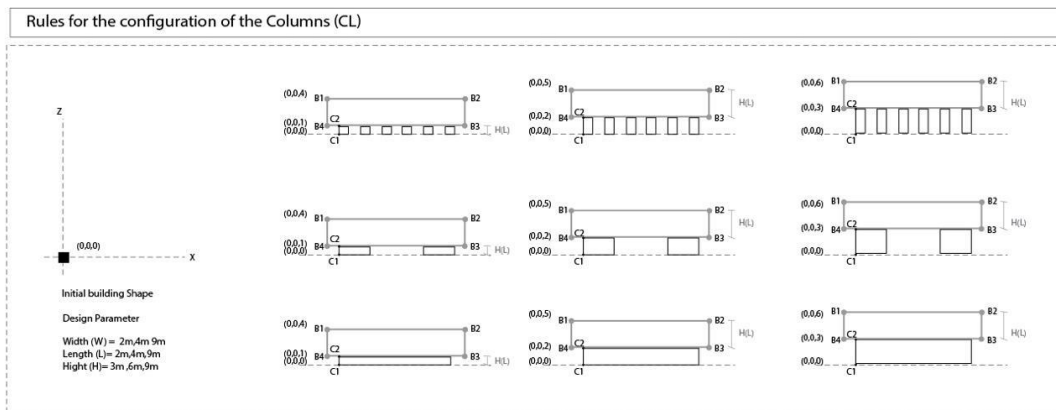 Rules for the configuration of the Columns (CL)
Z
(0,0,0)
X
Initial building Shape
Design Parameter
Width (W) = 2m,4m 9m
Length (L)= 2m,4m,9m
Hight (H)= 3m ,6m,9m
(0,0,4)
B1
B2
(0,0,1)
C2
B4
B3
(0,0,0)
H(L)
C1
(0,0,5)
B1
B2
H(L)
(0,0,2)
C2
B4
B3
(0,0,0)
C1
(0,0,6)
B1
B2
H(L)
(0,0,3)
C2
B4
B3
(0,0,0)
C1
(0,0,4)
B1
B2
(0,0,1)
C2
B4
B3
(0,0,0)
H(L)
C1
(0,0,5)
B1
B2
H(L)
(0,0,2)
C2
B4
B3
(0,0,0)
C1
(0,0,6)
B1
B2
H(L)
(0,0,3)
C2
B4
B3
(0,0,0)
C1
(0,0,4)
B1
B2
(0,0,1)
C2
B4
B3
(0,0,0)
H(L)
C1
(0,0,5)
B1
B2
H(L)
(0,0,2)
C2
B4
B3
(0,0,0)
C1
(0,0,6)
B1
B2
H(L)
(0,0,3)
C2
B4
B3
(0,0,0)
C1